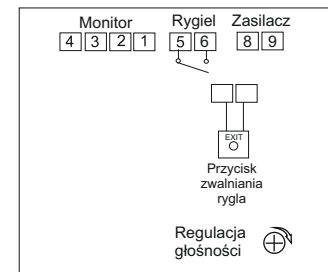 Monitor Rygiel Zasilacz
4 3 2 1 5 6 8 9
EXIT
Przycisk
zwalniania
rygla
Regulacja
głośności